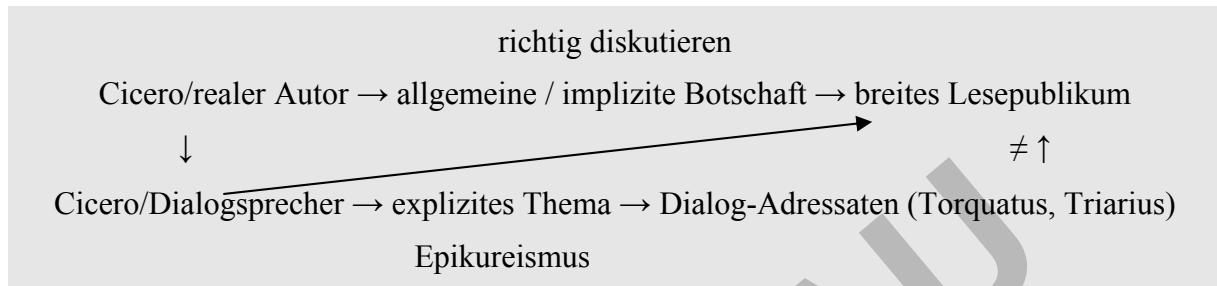 richtig diskutieren
Cicero/realer Autor → allgemeine / implizite Botschaft → breites Lesepublikum
↓ ≠ ↑
Cicero/Dialogsprecher → explizites Thema → Dialog-Adressaten (Torquatus, Triarius)
Epikureismus